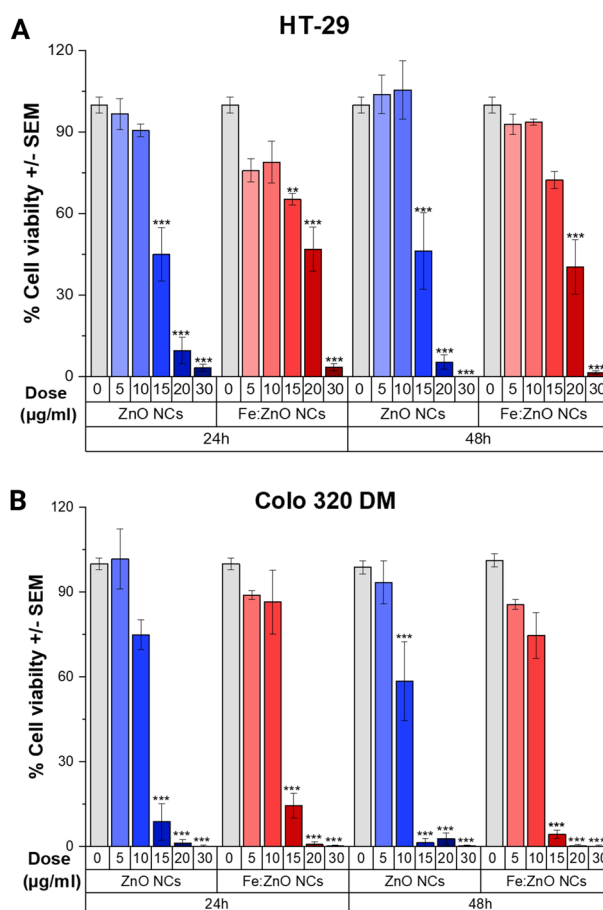 A
HT-29
120
90
60
30
0
% Cell viabilty +/- SEM
*** *** *** ** *** *** *** *** *** ***
Dose 0 5 10 15 20 30 0 5 10 15 20 30 0 5 10 15 20 30 0 5 10 15 20 30
(µg/ml) ZnO NCs Fe:ZnO NCs ZnO NCs Fe:ZnO NCs
24h 48h
B
Colo 320 DM
120
90
60
30
0
% Cell viabilty +/- SEM
*** *** *** *** *** *** *** *** *** *** *** *** ***
Dose 0 5 10 15 20 30 0 5 10 15 20 30 0 5 10 15 20 30 0 5 10 15 20 30
(µg/ml) ZnO NCs Fe:ZnO NCs ZnO NCs Fe:ZnO NCs
24h 48h